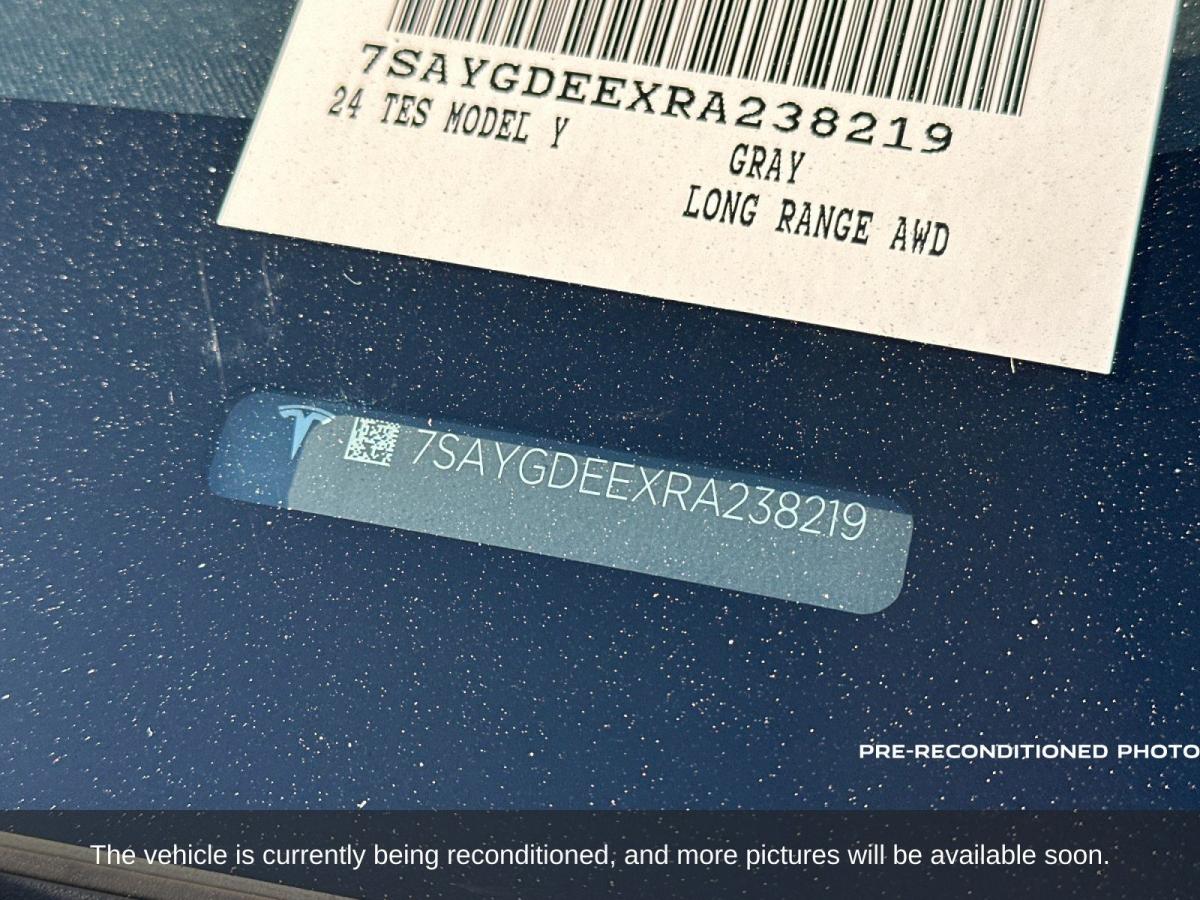 7SAYGDEEXRA238219
24 TES MODEL Y
GRAY
LONG RANGE AWD
7SAYGDEEXRA238219
PRE-RECONDITIONED PHOTO
The vehicle is currently being reconditioned, and more pictures will be available soon.